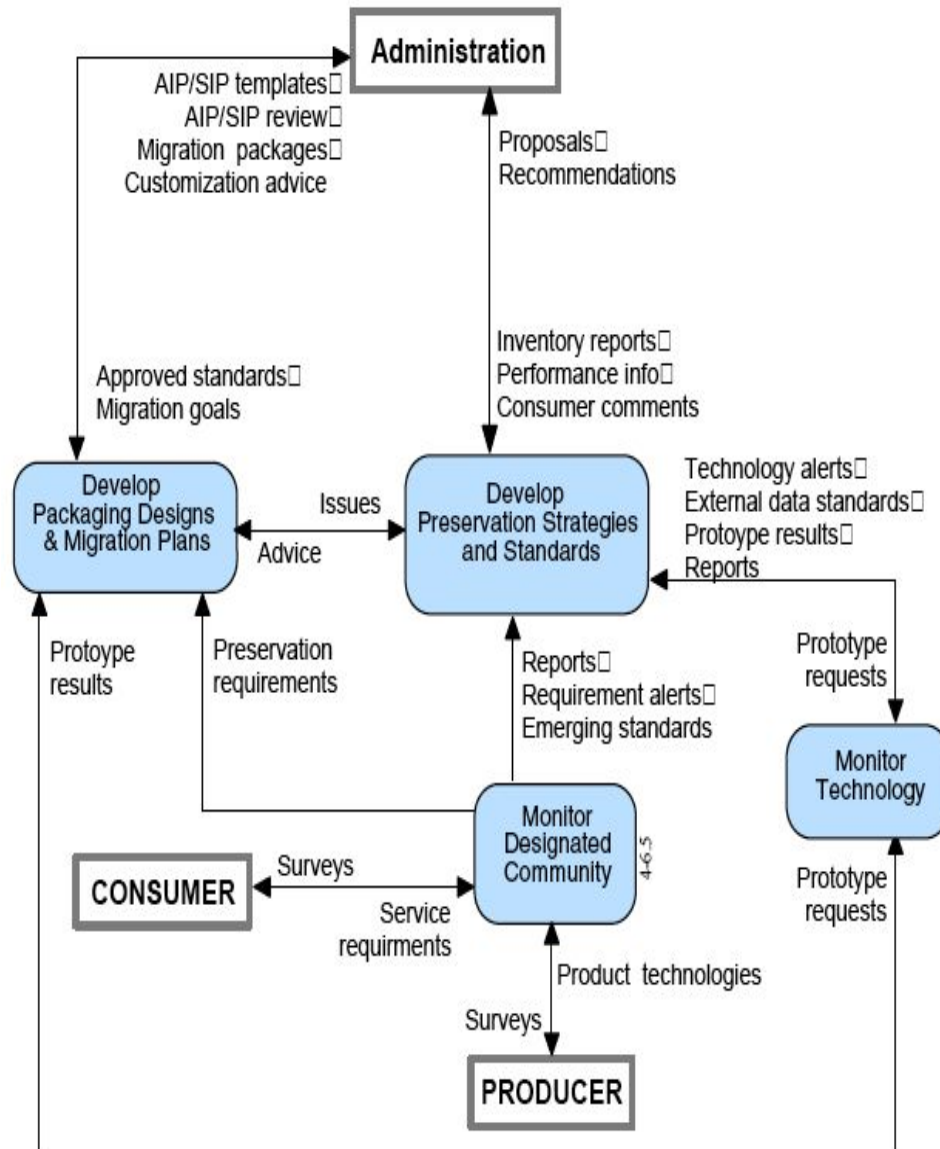 Administration
AIP/SIP templates□
AIP/SIP review□
Migration packages□
Customization advice
Proposals□
Recommendations
Inventory reports□
Performance info□
Consumer comments
Approved standards□
Migration goals
Develop
Packaging Designs
& Migration Plans
Issues
Advice
Develop
Preservation Strategies
and Standards
Technology alerts□
External data standards□
Protoype results□
Reports
Protoype
results
Preservation
requirements
Reports□
Requirement alerts□
Emerging standards
Prototype
requests
Monitor
Technology
Monitor
Designated
Community
4-6.5
CONSUMER
Surveys
Service
requirments
Prototype
requests
Product technologies
Surveys
PRODUCER